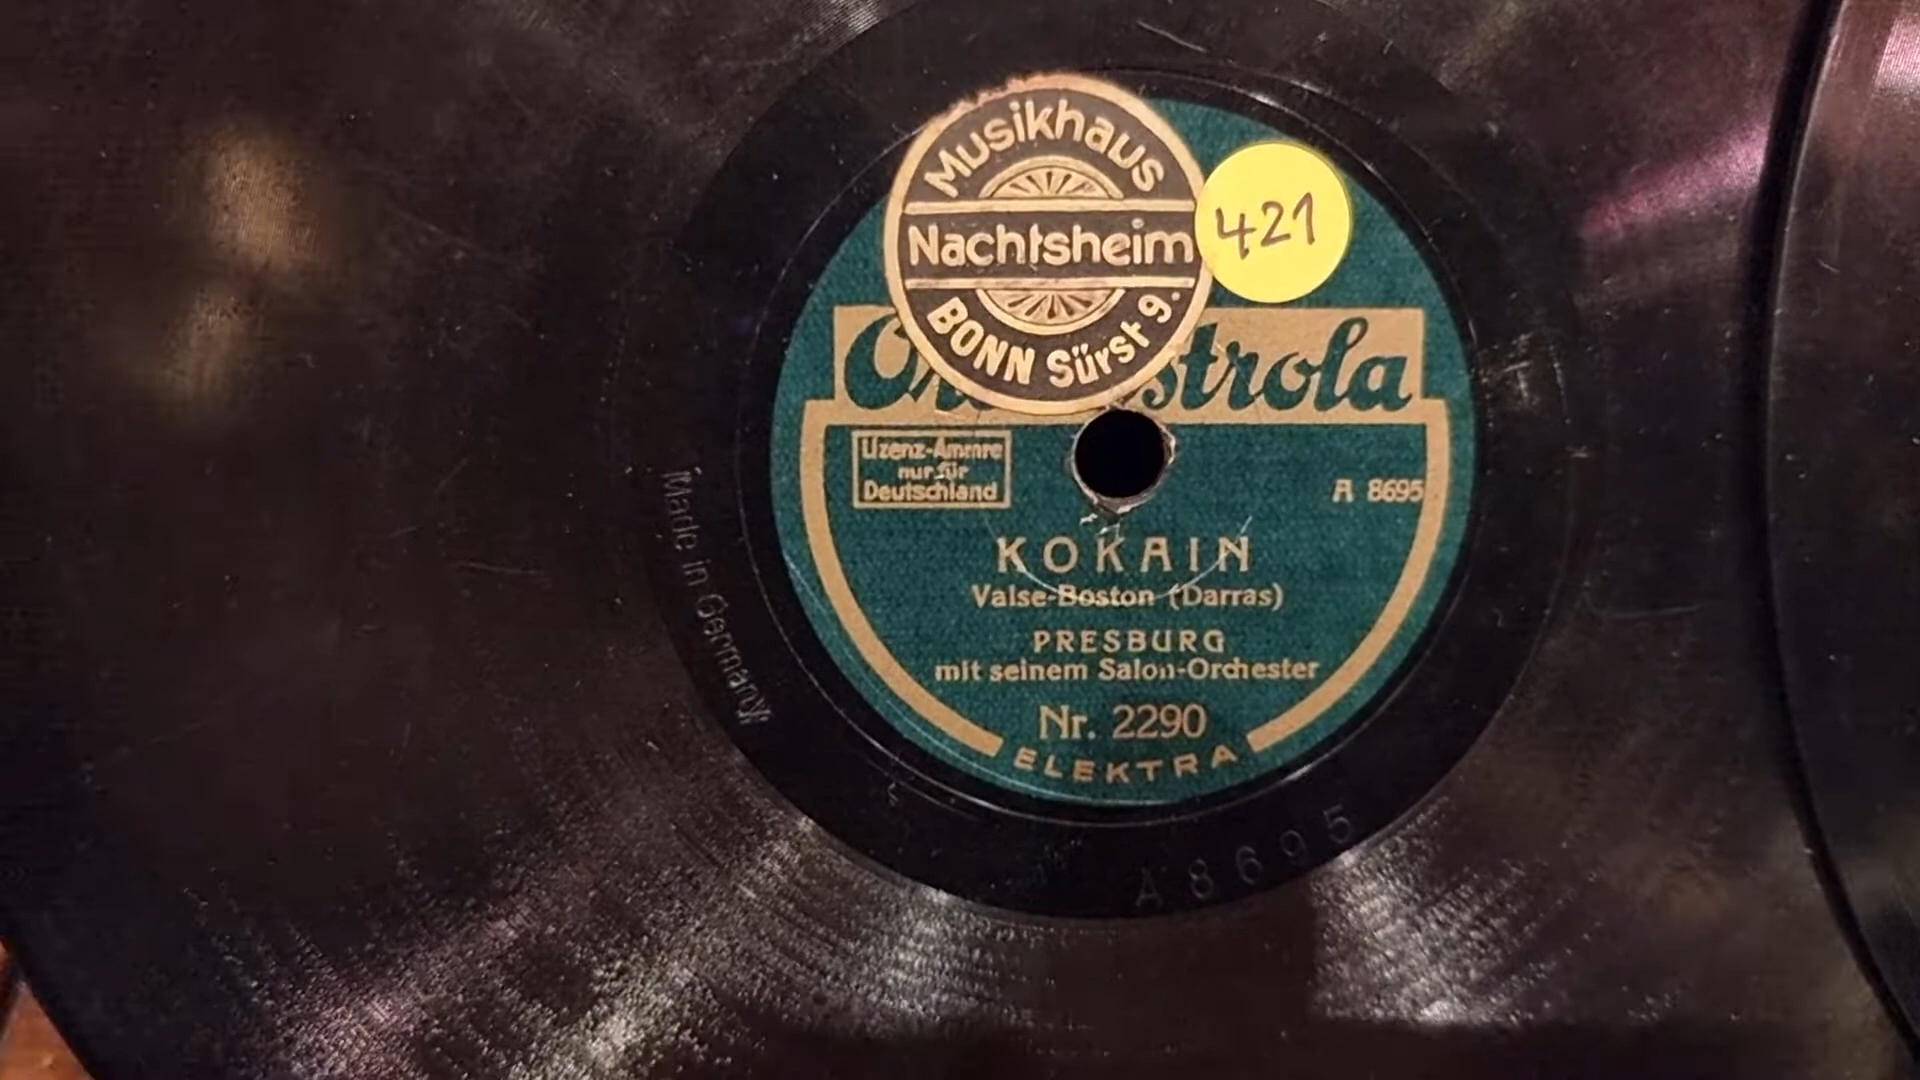 Musikhaus
Nachtsheim
BONN Sürst 9.
421
strola
Lizenz-Ammre
nur für
Deutschland
A 8695
KOKAIN
Valse-Boston (Darras)
PRESBURG
mit seinem Salon-Orchester
Nr. 2290
ELEKTRA
Made in Germany
A 8695